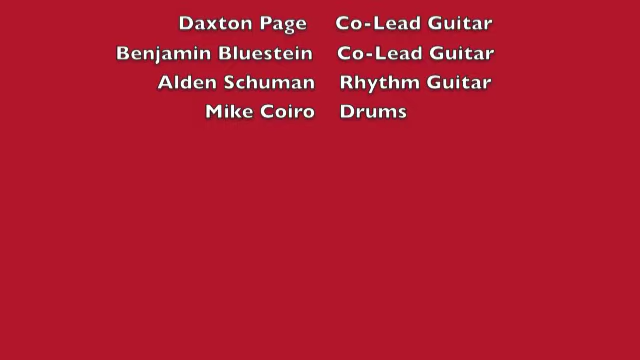 Daxton Page Co-Lead Guitar
Benjamin Bluestein Co-Lead Guitar
Alden Schuman Rhythm Guitar
Mike Coiro Drums